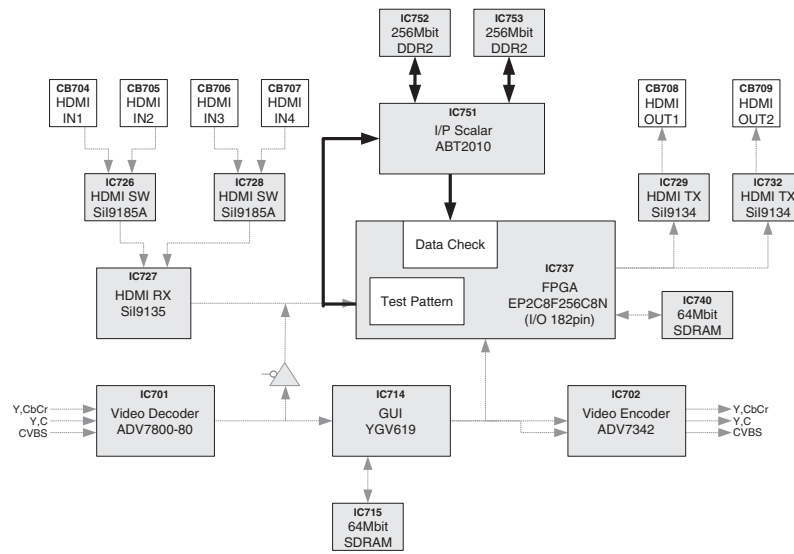 IC752
256Mbit
DDR2
IC753
256Mbit
DDR2
CB704
HDMI
IN1
CB705
HDMI
IN2
CB706
HDMI
IN3
CB707
HDMI
IN4
IC751
I/P Scalar
ABT2010
CB708
HDMI
OUT1
CB709
HDMI
OUT2
IC726
HDMI SW
SiI9185A
IC728
HDMI SW
SiI9185A
IC729
HDMI TX
SiI9134
IC732
HDMI TX
SiI9134
Data Check
IC727
HDMI RX
SiI9135
Test Pattern
IC737
FPGA
EP2C8F256C8N
(I/O 182pin)
IC740
64Mbit
SDRAM
Y,CbCr
Y,C
CVBS
IC701
Video Decoder
ADV7800-80
IC714
GUI
YGV619
IC702
Video Encoder
ADV7342
Y,CbCr
Y,C
CVBS
IC715
64Mbit
SDRAM